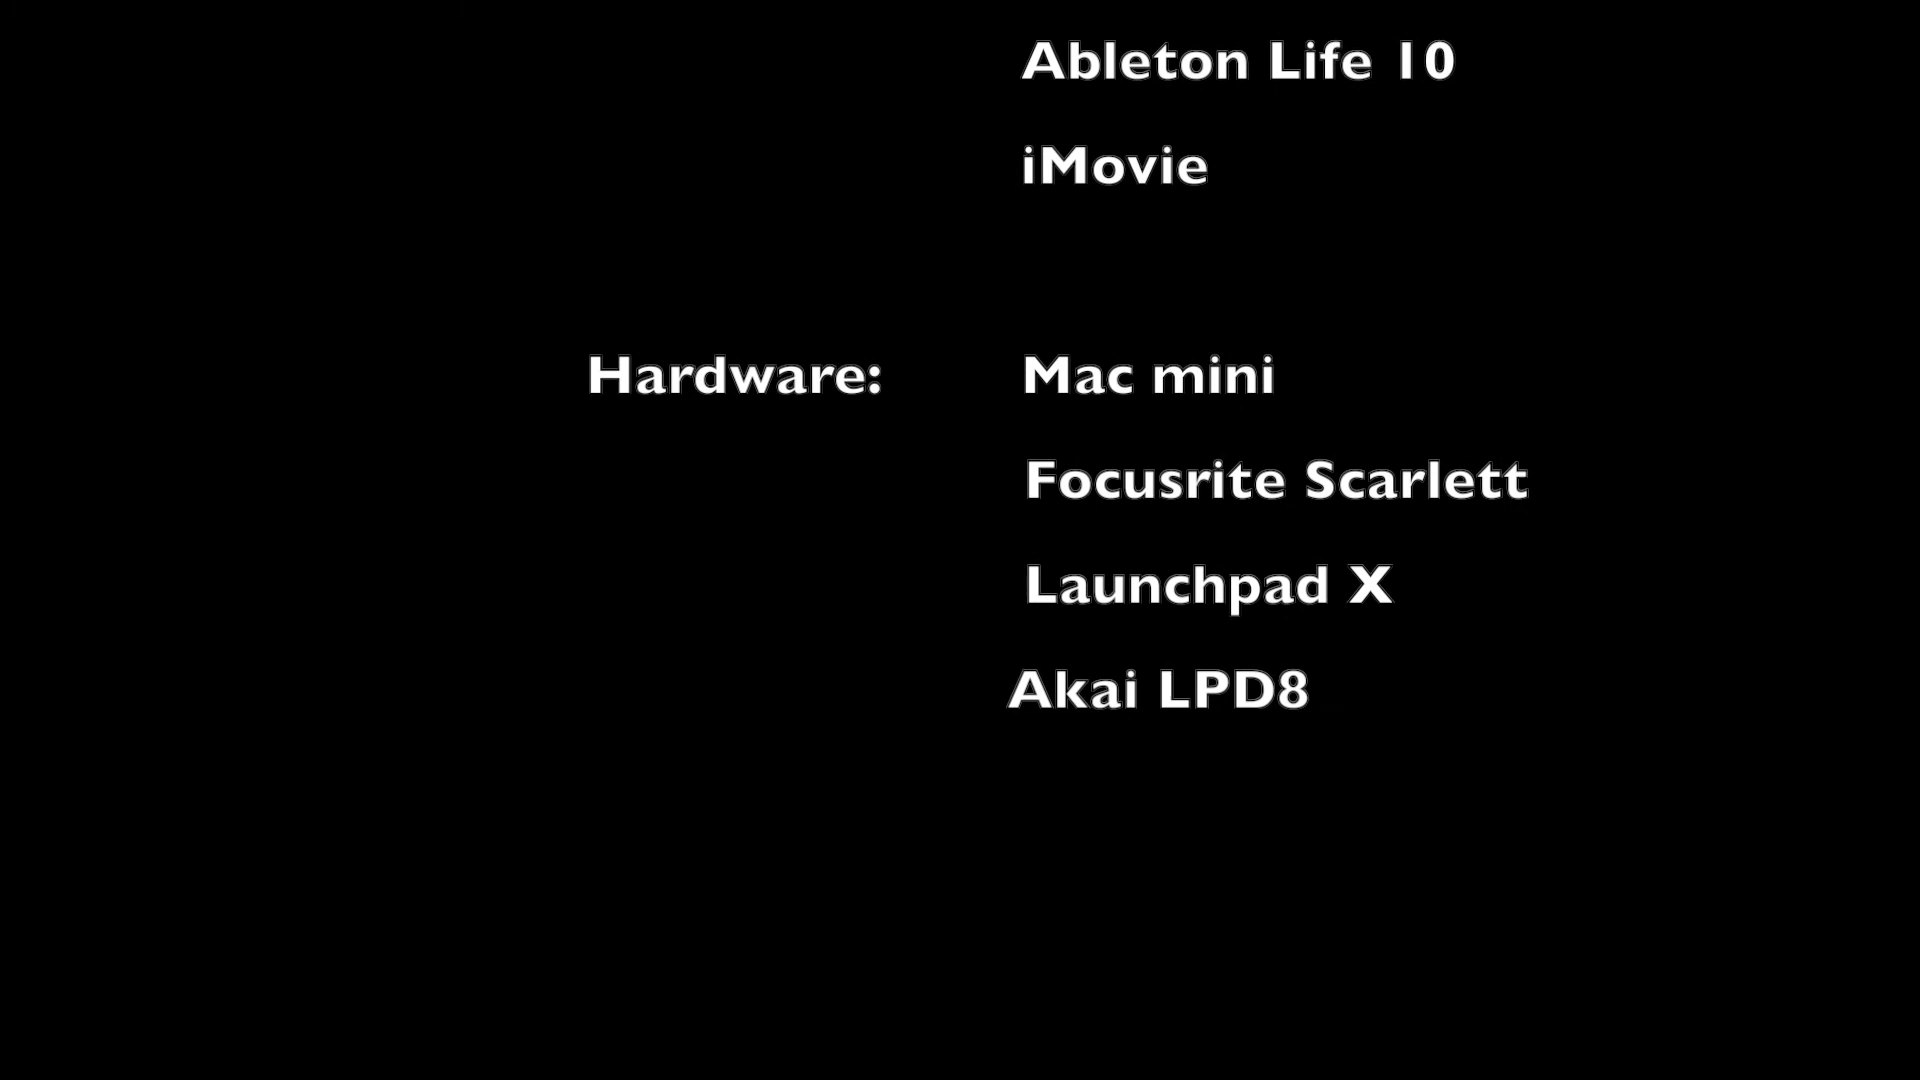 Ableton Life 10
iMovie
Hardware: Mac mini
Focusrite Scarlett
Launchpad X
Akai LPD8